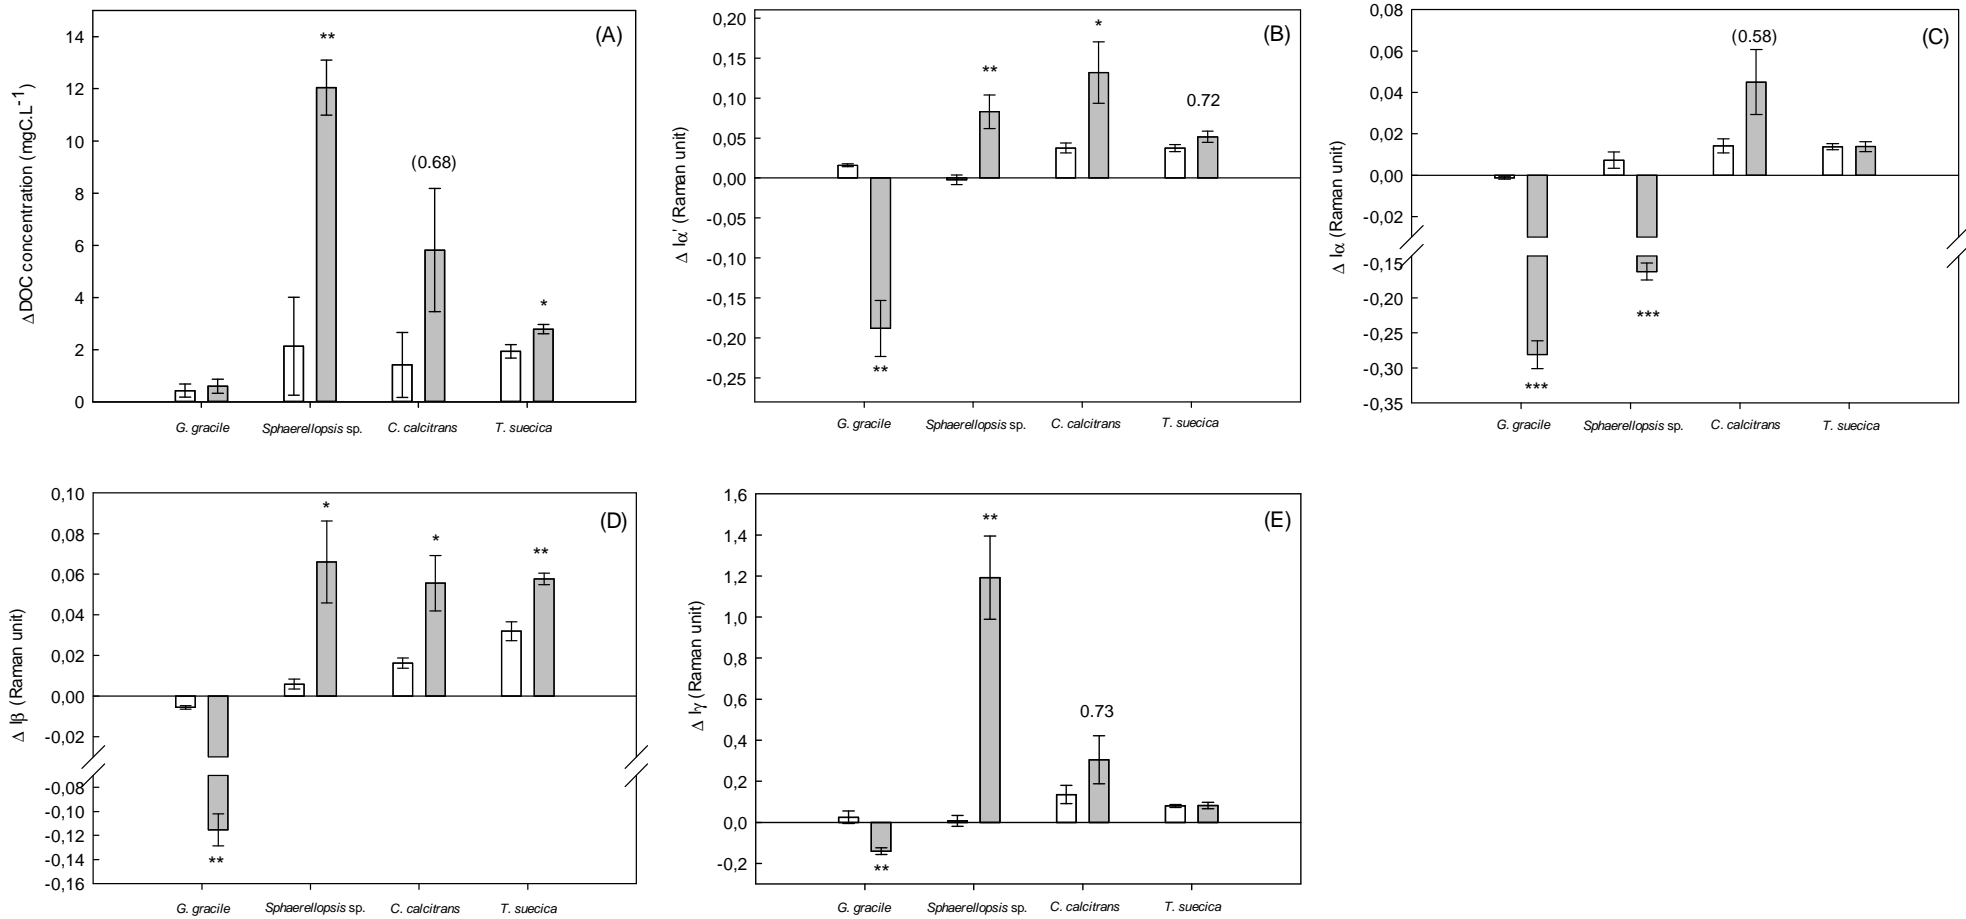 (A)
ΔDOC concentration (mgC.L-1)
14
12
10
8
6
4
2
0
**
(0.68)
*
G. gracile
Sphaerellopsis sp.
C. calcitrans
T. suecica
(B)
Δ Iα' (Raman unit)
0,20
0,15
0,10
0,05
0,00
-0,05
-0,10
-0,15
-0,20
-0,25
**
*
0.72
**
G. gracile
Sphaerellopsis sp.
C. calcitrans
T. suecica
(C)
Δ Iα (Raman unit)
0,08
0,06
0,04
0,02
0,00
-0,02
-0,15
-0,20
-0,25
-0,30
-0,35
(0.58)
***
***
G. gracile
Sphaerellopsis sp.
C. calcitrans
T. suecica
(D)
Δ Iβ (Raman unit)
0,10
0,08
0,06
0,04
0,02
0,00
-0,02
-0,08
-0,10
-0,12
-0,14
-0,16
*
*
**
**
G. gracile
Sphaerellopsis sp.
C. calcitrans
T. suecica
(E)
Δ Iγ (Raman unit)
1,6
1,4
1,2
1,0
0,8
0,6
0,4
0,2
0,0
-0,2
**
0.73
**
G. gracile
Sphaerellopsis sp.
C. calcitrans
T. suecica